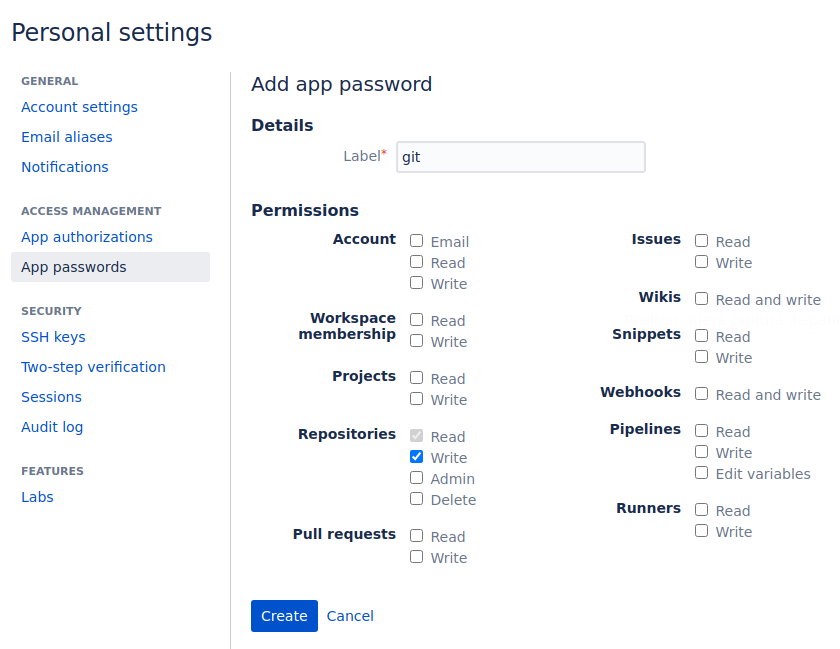 Personal settings
GENERAL
Account settings
Email aliases
Notifications
ACCESS MANAGEMENT
App authorizations
App passwords
SECURITY
SSH keys
Two-step verification
Sessions
Audit log
FEATURES
Labs
Add app password
Details
Label*
git
Permissions
Account
Email
Read
Write
Workspace
membership
Read
Write
Projects
Read
Write
Repositories
Read
Write
Admin
Delete
Pull requests
Read
Write
Issues
Read
Write
Wikis
Read and write
Snippets
Read
Write
Webhooks
Read and write
Pipelines
Read
Write
Edit variables
Runners
Read
Write
Create
Cancel